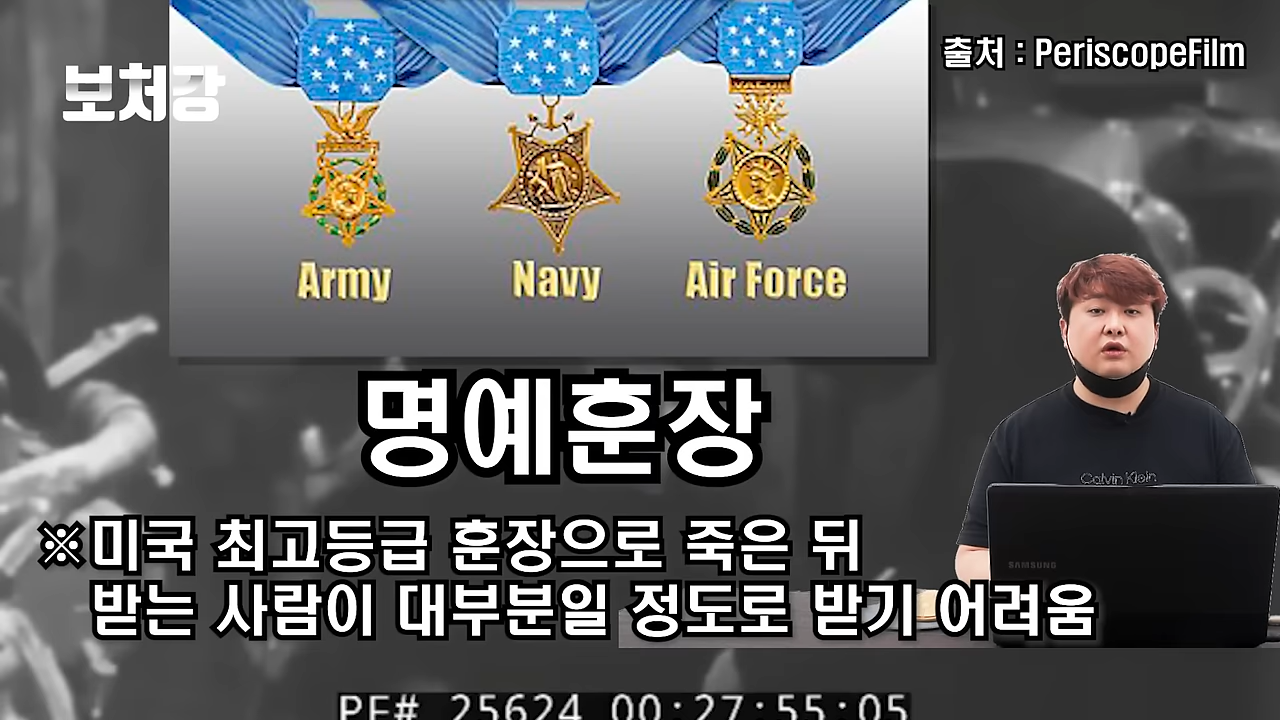 출처 : PeriscopeFilm
보처강
Army
Navy
Air Force
명예훈장
Calvin Klein
※미국 최고등급 훈장으로 죽은 뒤
SAMSUNG
받는 사람이 대부분일 정도로 받기 어려움
PF# 25624 00:27:55:05